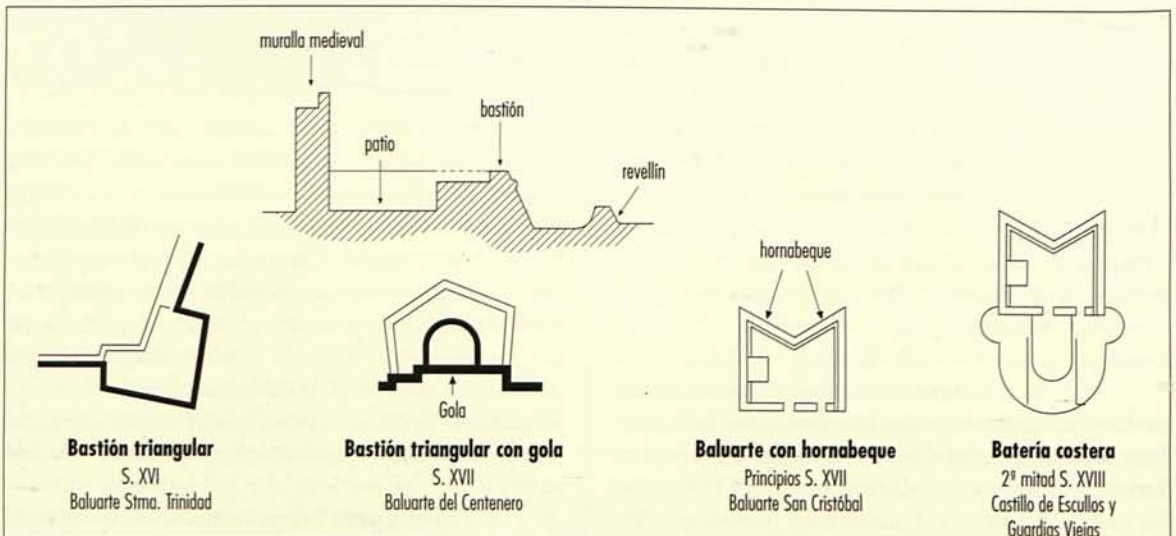 muralla medieval
bastión
patio
revellín
hornabeque
Gola
Bastión triangular
S. XVI
Baluarte Stma. Trinidad
Bastión triangular con gola
S. XVII
Baluarte del Centenero
Baluarte con hornabeque
Principios S. XVII
Baluarte San Cristóbal
Batería costera
2ª mitad S. XVIII
Castillo de Escullos y
Guardias Viejas